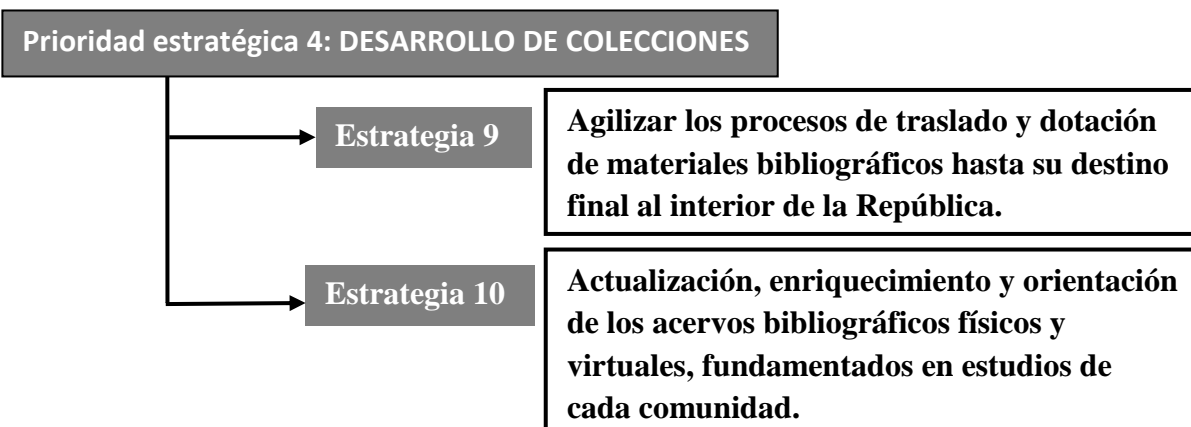 Prioridad estratégica 4: DESARROLLO DE COLECCIONES
Estrategia 9
Agilizar los procesos de traslado y dotación
de materiales bibliográficos hasta su destino
final al interior de la República.
Estrategia 10
Actualización, enriquecimiento y orientación
de los acervos bibliográficos físicos y
virtuales, fundamentados en estudios de
cada comunidad.